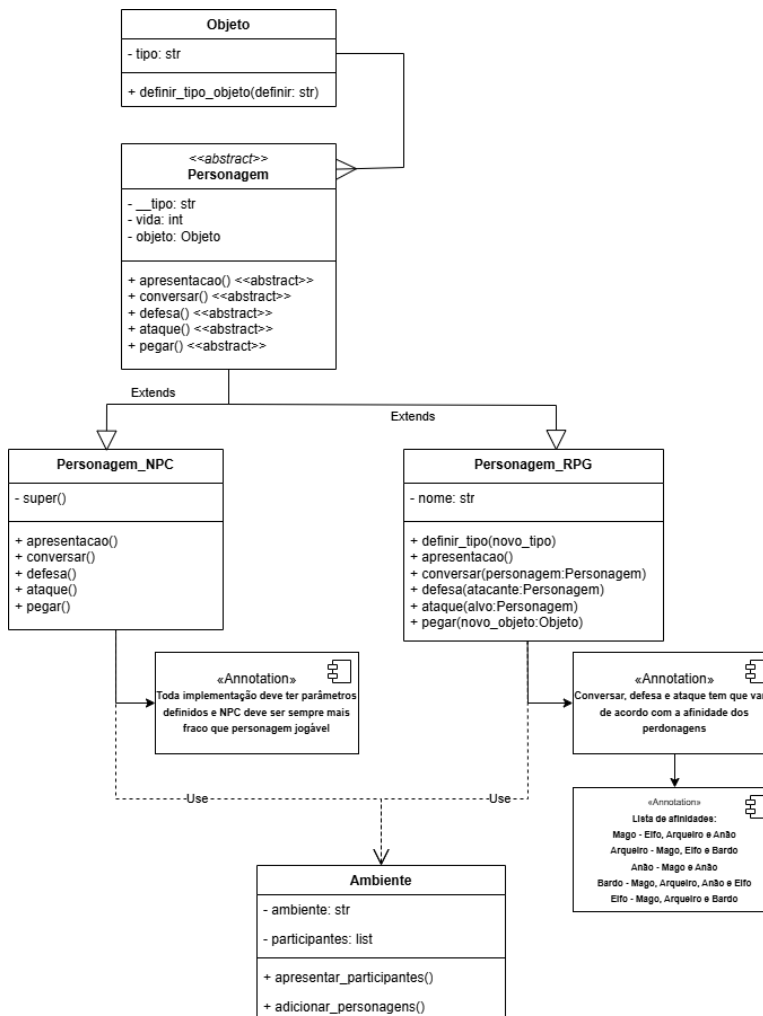 Objeto
- tipo: str
+ definir_tipo_objeto(definir: str)
<<abstract>>
Personagem
- __tipo: str
- vida: int
- objeto: Objeto
+ apresentacao() <<abstract>>
+ conversar() <<abstract>>
+ defesa() <<abstract>>
+ ataque() <<abstract>>
+ pegar() <<abstract>>
Extends
Extends
Personagem_NPC
- super()
+ apresentacao()
+ conversar()
+ defesa()
+ ataque()
+ pegar()
Personagem_RPG
- nome: str
+ definir_tipo(novo_tipo)
+ apresentacao()
+ conversar(personagem:Personagem)
+ defesa(atacante:Personagem)
+ ataque(alvo:Personagem)
+ pegar(novo_objeto:Objeto)
«Annotation»
Toda implementação deve ter parâmetros
definidos e NPC deve ser sempre mais
fraco que personagem jogável
«Annotation»
Conversar, defesa e ataque tem que va
de acordo com a afinidade dos
perdonagens
Use
Use
«Annotation»
Lista de afinidades:
Mago - Elfo, Arqueiro e Anão
Arqueiro - Mago, Elfo e Bardo
Anão - Mago e Anão
Bardo - Mago, Arqueiro, Anão e Elfo
Elfo - Mago, Arqueiro e Bardo
Ambiente
- ambiente: str
- participantes: list
+ apresentar_participantes()
+ adicionar_personagens()